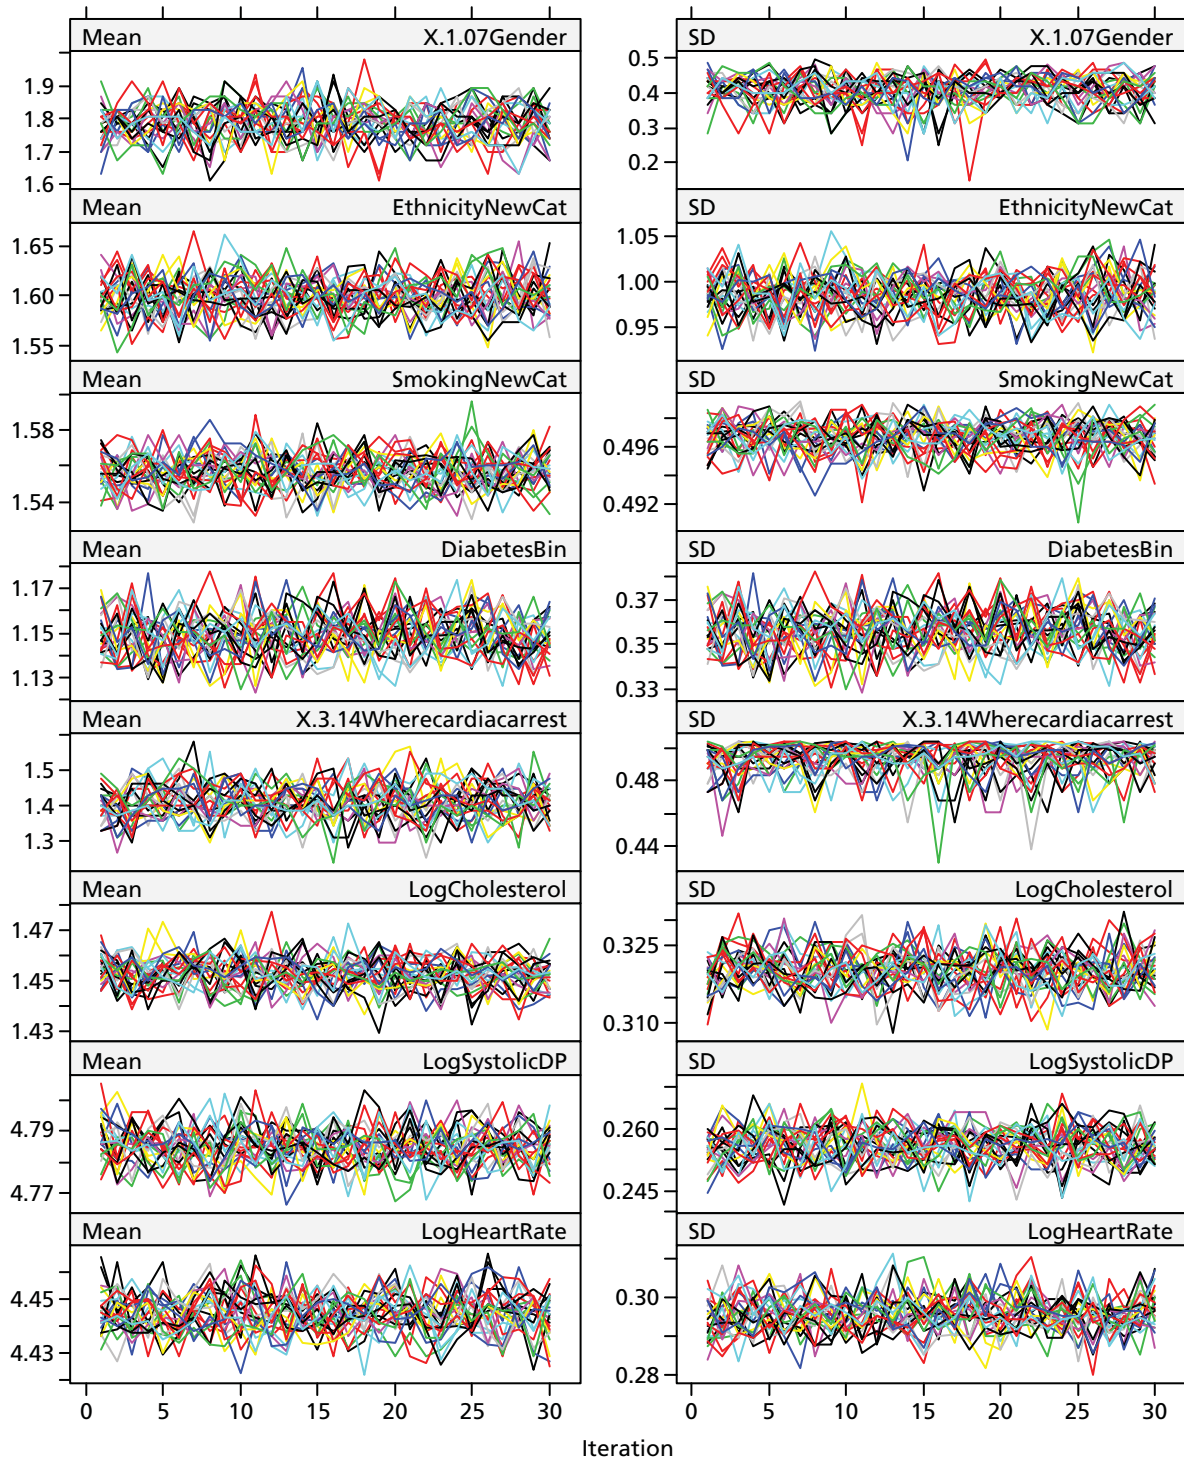 Mean X.1.07Gender SD X.1.07Gender
1.9 0.5
1.8 0.4
1.7 0.3
1.6 0.2
Mean EthnicityNewCat SD EthnicityNewCat
1.65 1.05
1.60 1.00
1.55 0.95
Mean SmokingNewCat SD SmokingNewCat
1.58 0.496
1.54 0.492
Mean DiabetesBin SD DiabetesBin
1.17 0.37
1.15 0.35
1.13 0.33
Mean X.3.14Wherecardiacarrest SD X.3.14Wherecardiacarrest
1.5 0.48
1.4
1.3 0.44
Mean LogCholesterol SD LogCholesterol
1.47 0.325
1.45
1.43 0.310
Mean LogSystolicDP SD LogSystolicDP
4.79 0.260
4.77 0.245
Mean LogHeartRate SD LogHeartRate
4.45 0.30
4.43 0.28
0 5 10 15 20 25 30 0 5 10 15 20 25 30
Iteration